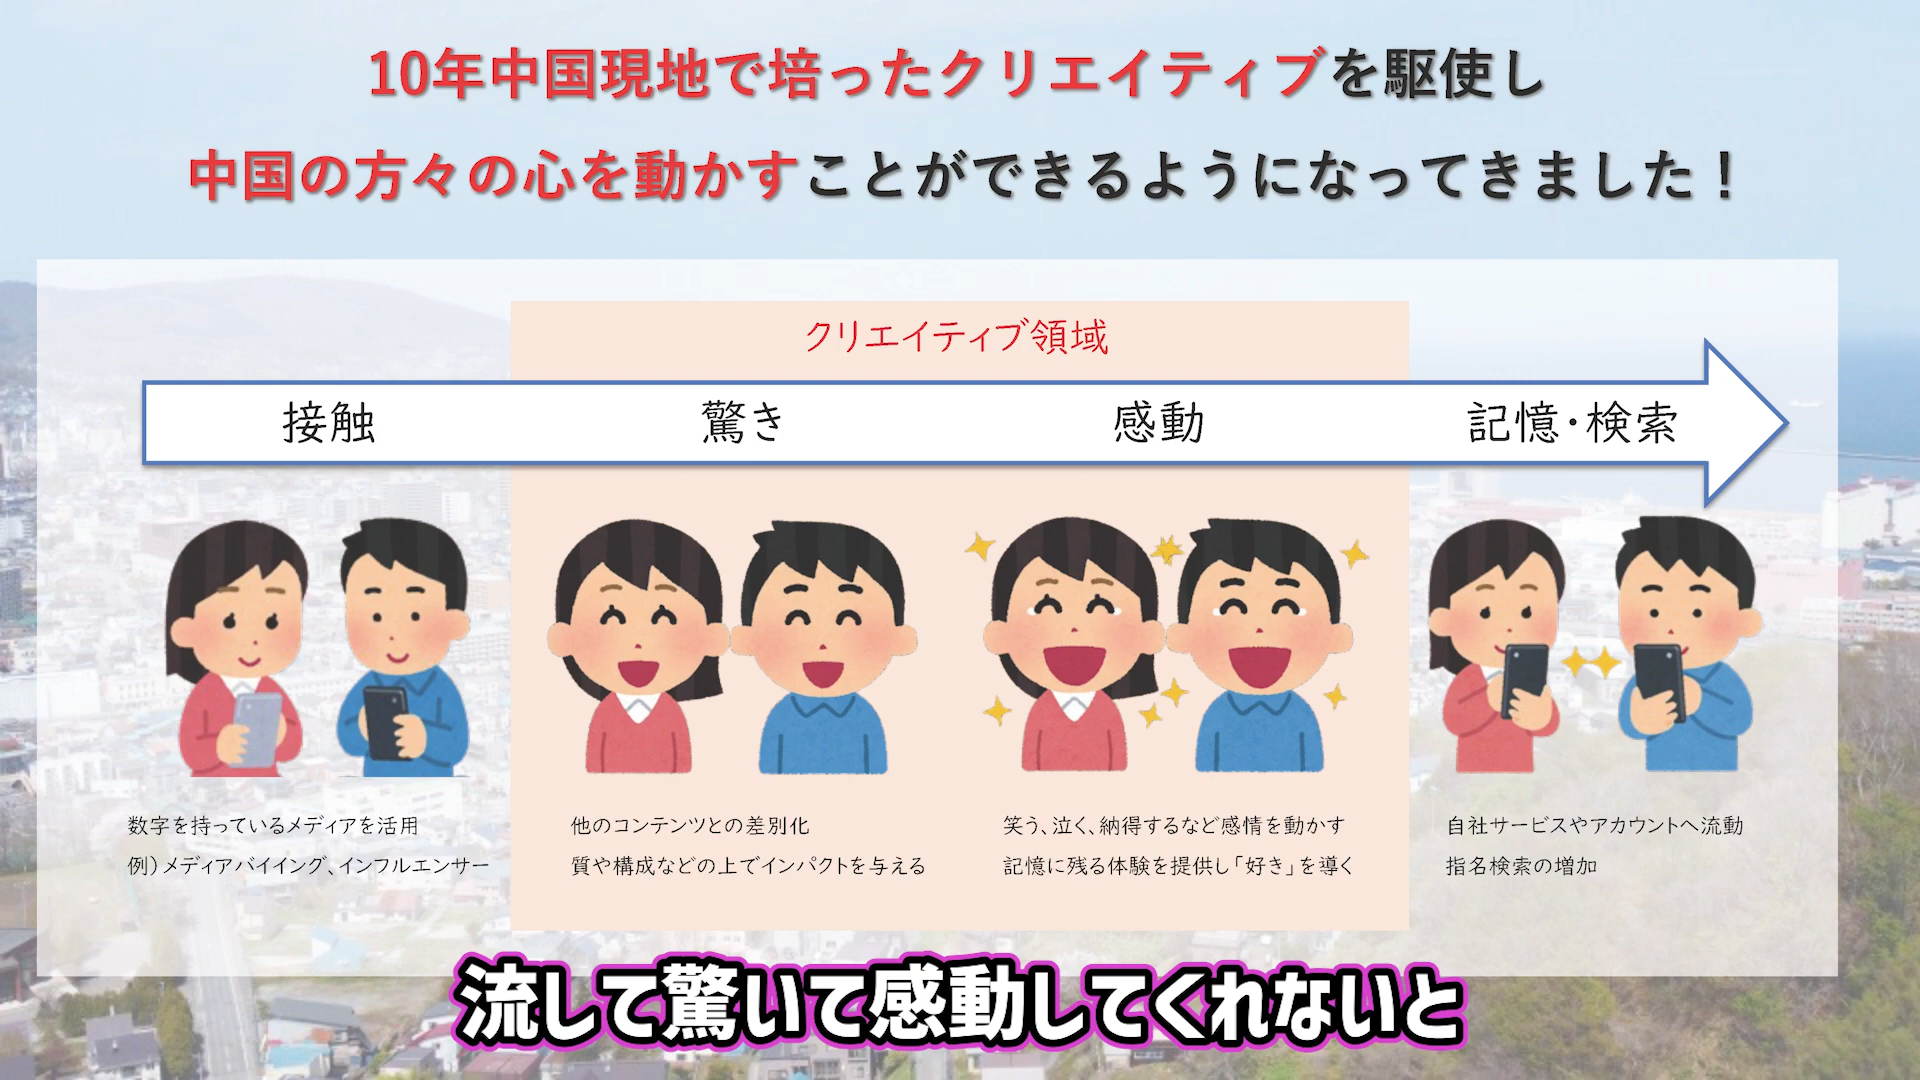 10年中国現地で培ったクリエイティブを駆使し
中国の方々の心を動かすことができるようになってきました！
クリエイティブ領域
接触
驚き
感動
記憶・検索
数字を持っているメディアを活用
例）メディアバイイング、インフルエンサー
他のコンテンツとの差別化
質や構成などの上でインパクトを与える
笑う、泣く、納得するなど感情を動かす
記憶に残る体験を提供し「好き」を導く
自社サービスやアカウントへ流動
指名検索の増加
流して驚いて感動してくれないと